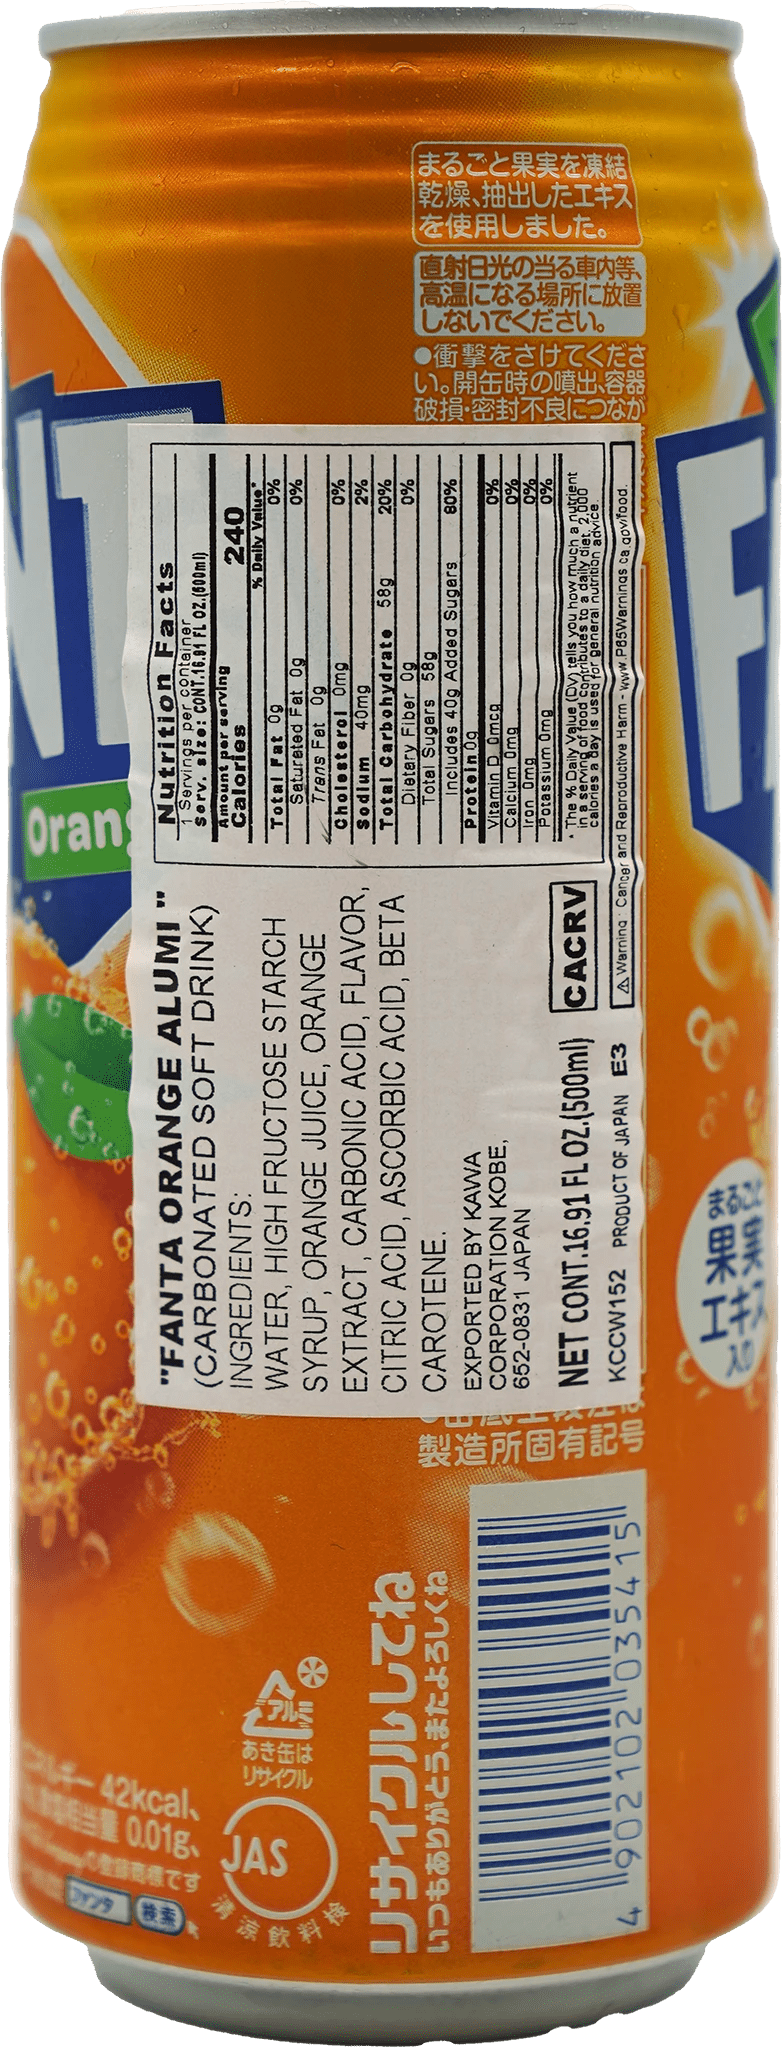 まるごと果実を凍結
乾燥、抽出したエキス
を使用しました。
直射日光の当る車内等、
高温になる場所に放置
しないでください。
●衝撃をさけてくださ
い。開缶時の噴出、容器
破損・密封不良につなが
NT
Orang
F
Nutrition Facts
1 Servings per container
Serv. size: CONT.16.91 FL OZ.(500ml)
Amount per serving
Calories 240
% Daily Value*
Total Fat 0g 0%
Saturated Fat 0g 0%
Trans Fat 0g
Cholesterol 0mg 0%
Sodium 40mg 2%
Total Carbohydrate 58g 20%
Dietary Fiber 0g 0%
Total Sugars 58g
Includes 40g Added Sugars 80%
Protein 0g
Vitamin D 0mcg 0%
Calcium 0mg 0%
Iron 0mg 0%
Potassium 0mg 0%
* The % Daily Value (DV) tells you how much a nutrient
in a serving of food contributes to a daily diet. 2,000
calories a day is used for general nutrition advice.
⚠Warning : Cancer and Reproductive Harm - www.P65Warnings.ca.gov/food.
"FANTA ORANGE ALUMI "
(CARBONATED SOFT DRINK)
INGREDIENTS:
WATER, HIGH FRUCTOSE STARCH
SYRUP, ORANGE JUICE, ORANGE
EXTRACT, CARBONIC ACID, FLAVOR,
CITRIC ACID, ASCORBIC ACID, BETA
CAROTENE.
EXPORTED BY KAWA
CORPORATION KOBE,
652-0831 JAPAN
CACRV
NET CONT.16.91 FL OZ.(500ml)
KCCW152 PRODUCT OF JAPAN E3
まるごと
果実
エキス
入り
製造所固有記号
4 902102 035415
リサイクルしてね
いつもありがとう、またよろしくね
アルミ
あき缶は
リサイクル
JAS
清涼飲料検
ネルギー 42kcal、
相当量 0.01g、
の登録商標です
ファンタ 検索